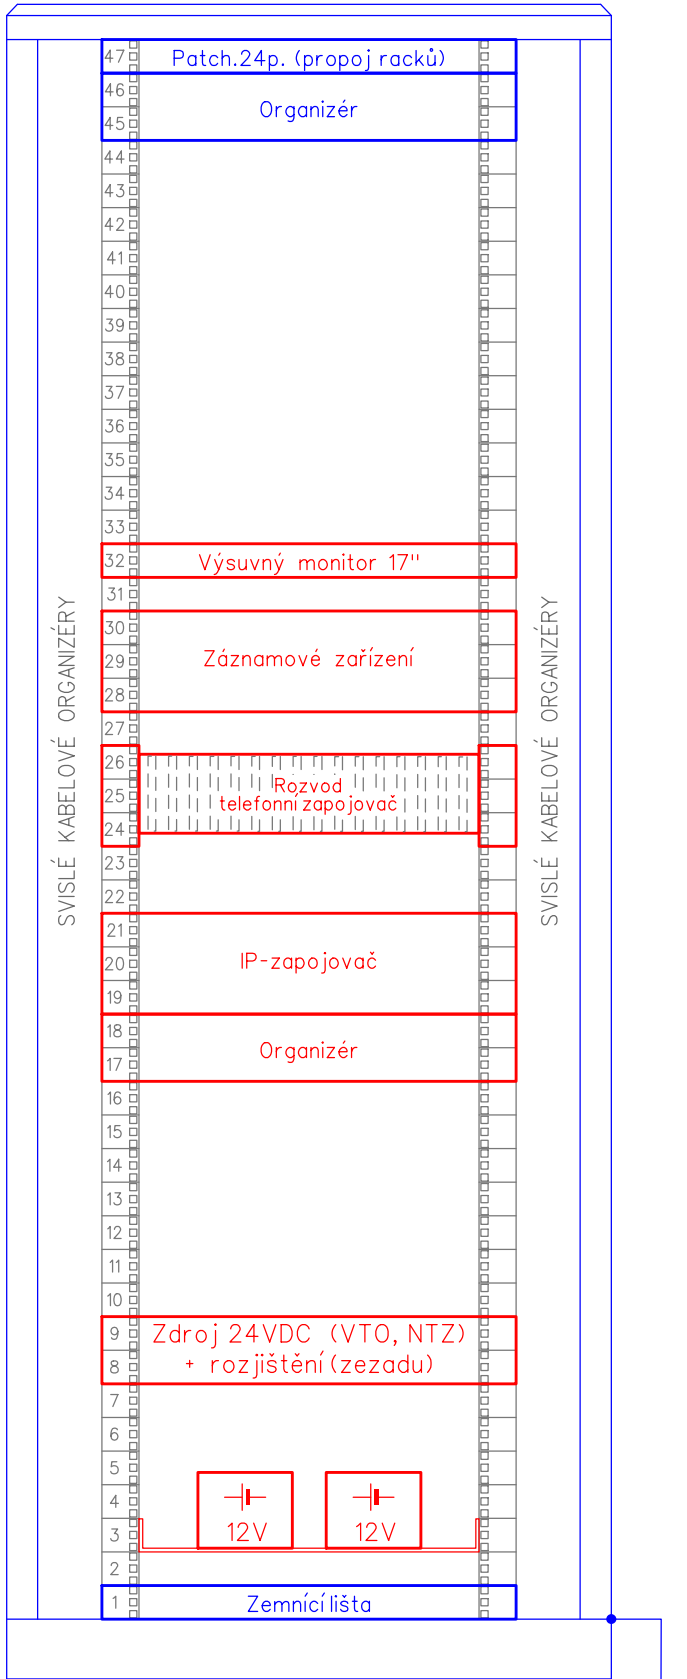 47 Patch.24p. (propoj racků)
46
Organizér
45
44
43
42
41
40
39
38
37
36
35
34
33
32 Výsuvný monitor 17"
31
30
29 Záznamové zařízení
28
27
26
Rozvod
25
telefonní zapojovač
24
23
22
21
20 IP-zapojovač
19
18
Organizér
17
16
15
14
13
12
11
10
9 Zdroj 24VDC (VTO, NTZ)
8 + rozjištění (zezadu)
7
6
5
4
3 12V 12V
2
1 Zemnící lišta
SVISLÉ KABELOVÉ ORGANIZÉRY
SVISLÉ KABELOVÉ ORGANIZÉRY